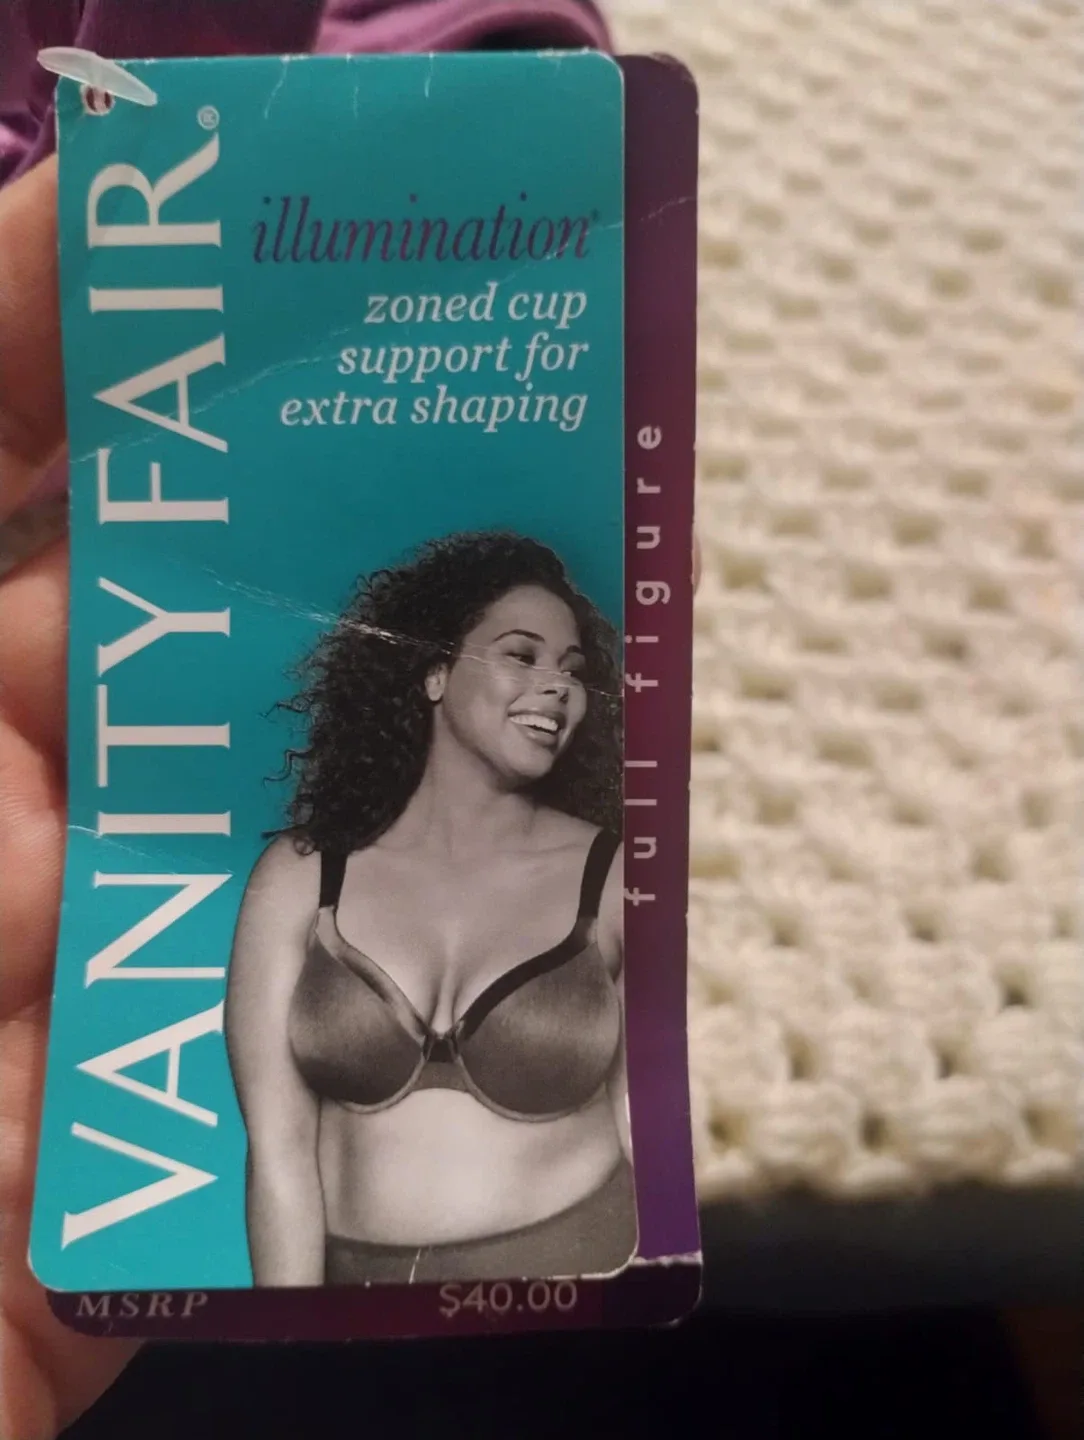 VANITY FAIR®
illumination®
zoned cup
support for
extra shaping
full figure
MSRP $40.00